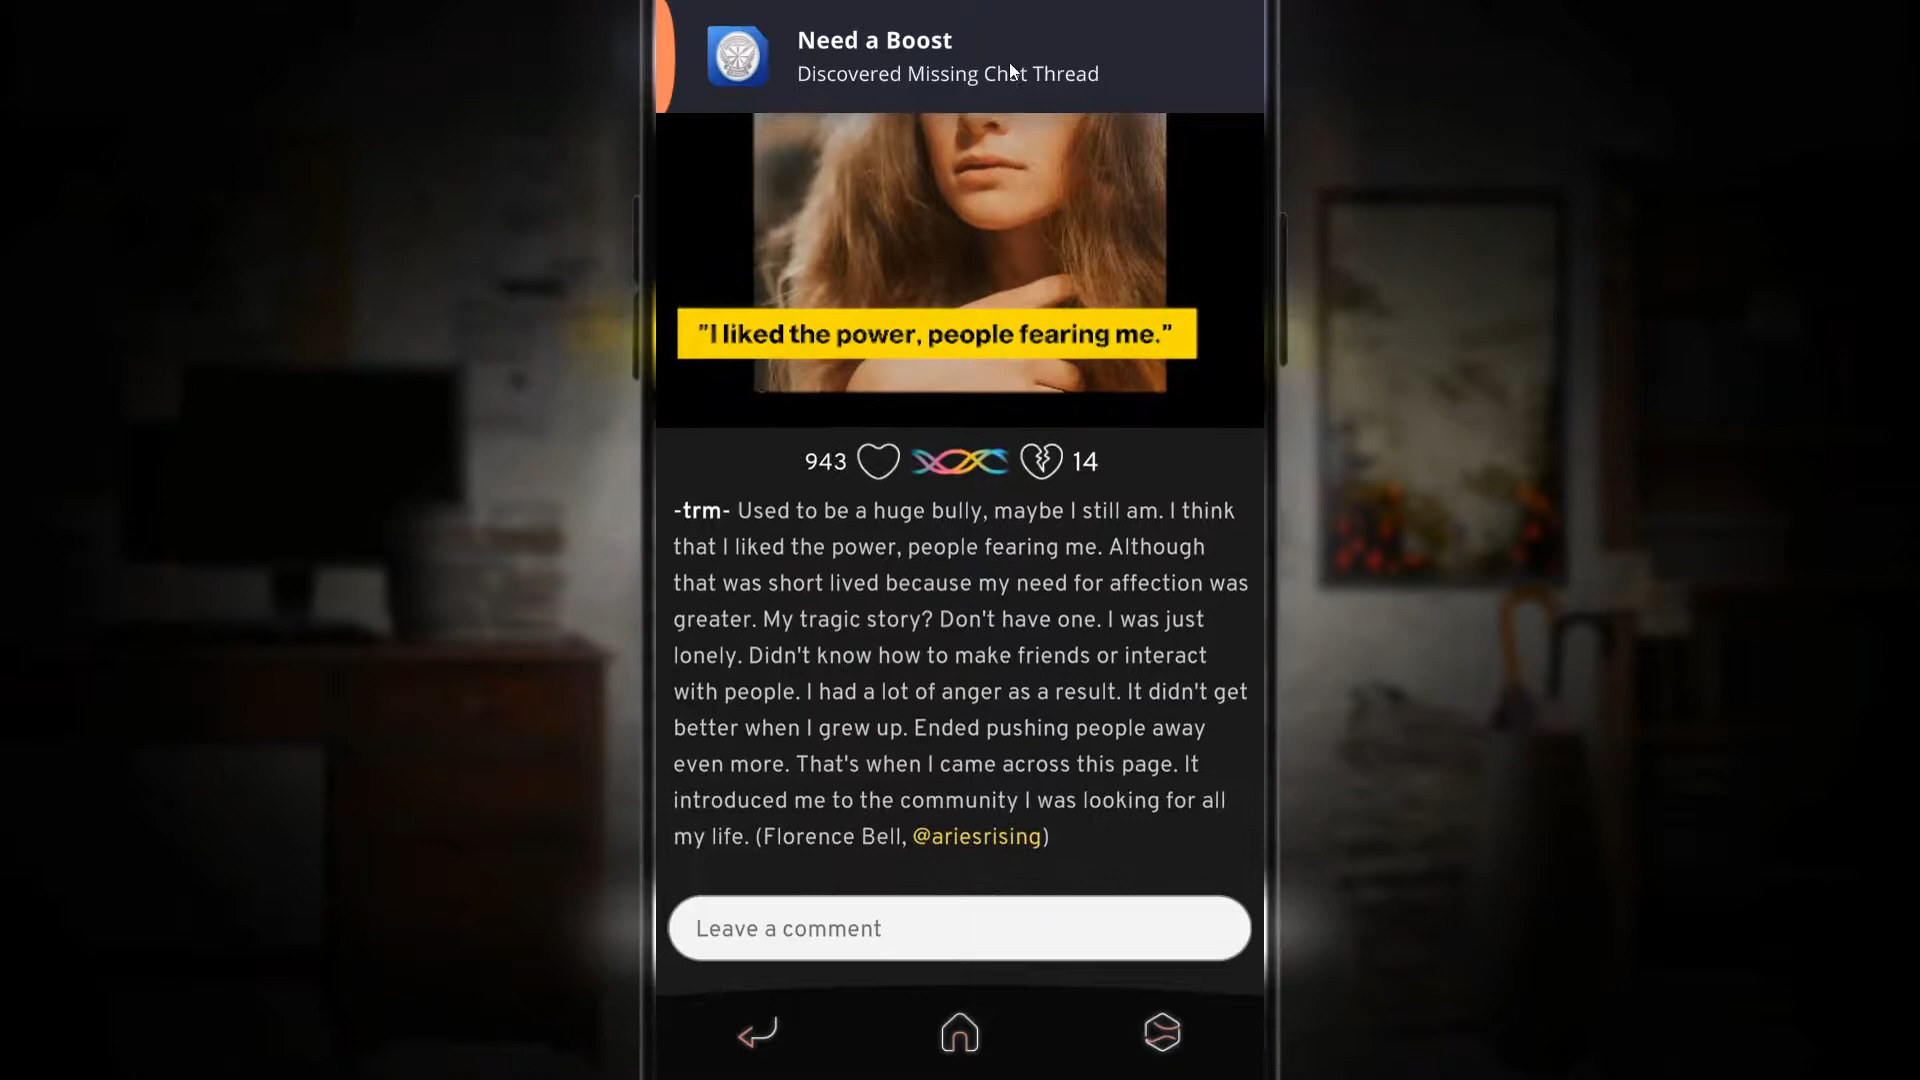 Need a Boost
Discovered Missing Chat Thread
"I liked the power, people fearing me."
943
14
-trm- Used to be a huge bully, maybe I still am. I think
that I liked the power, people fearing me. Although
that was short lived because my need for affection was
greater. My tragic story? Don't have one. I was just
lonely. Didn't know how to make friends or interact
with people. I had a lot of anger as a result. It didn't get
better when I grew up. Ended pushing people away
even more. That's when I came across this page. It
introduced me to the community I was looking for all
my life. (Florence Bell, @ariesrising)
Leave a comment